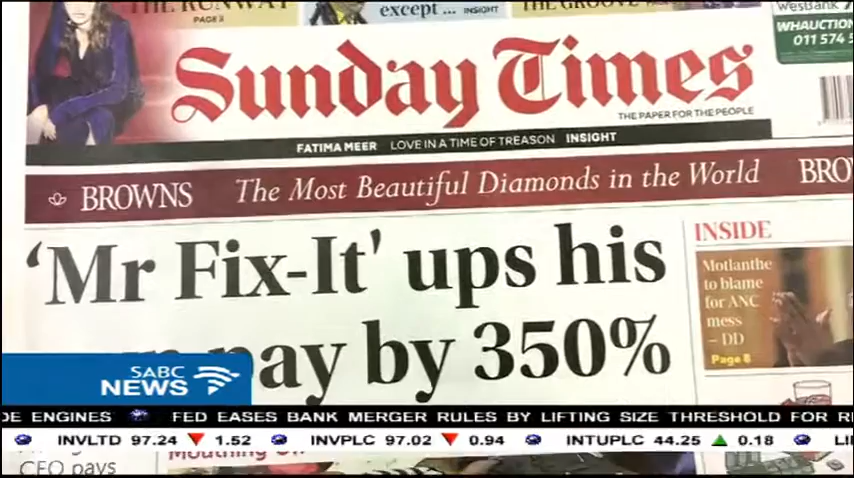 THE RUNWAY
PAGE 3
except ... INSIGHT
THE GROOVE
WesBank
WHAUCTION
011 574 5
Sunday Times
THE PAPER FOR THE PEOPLE
FATIMA MEER LOVE IN A TIME OF TREASON INSIGHT
BROWNS The Most Beautiful Diamonds in the World BRO
'Mr Fix-It' ups his
pay by 350%
INSIDE
Motlanthe
to blame
for ANC
mess
– DD
Page 8
SABC
NEWS
DE ENGINES FED EASES BANK MERGER RULES BY LIFTING SIZE THRESHOLD FOR R
INVLTD 97.24 ▼ 1.52 INVPLC 97.02 ▼ 0.94 INTUPLC 44.25 ▲ 0.18 LI
CFO pays